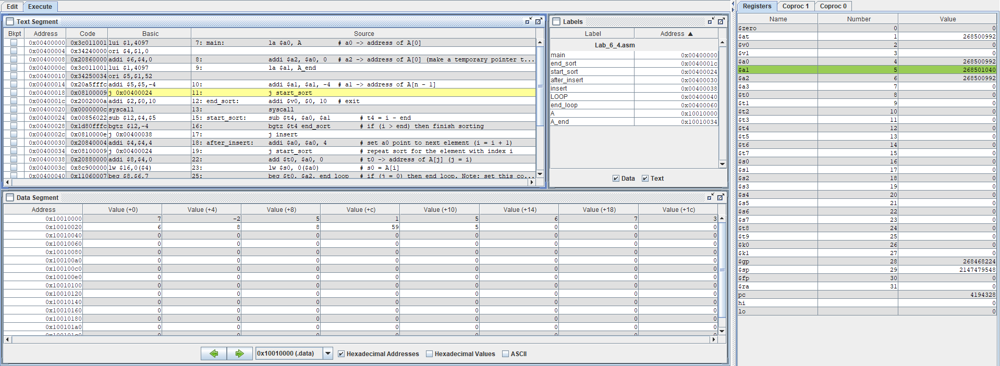 Edit Execute
Text Segment
Bkpt Address Code Basic Source
0x00400000 0x3c011001 lui $1,4097 7: main: la $a0, A # a0 -> address of A[0]
0x00400004 0x34240000 ori $4,$1,0
0x00400008 0x20860000 addi $6,$4,0 8: addi $a2, $a0, 0 # a2 -> address of A[0] (make a temporary pointer t...
0x0040000c 0x3c011001 lui $1,4097 9: la $a1, A_end
0x00400010 0x34250034 ori $5,$1,52
0x00400014 0x20a5fffc addi $5,$5,-4 10: addi $a1, $a1, -4 # a1 -> address of A[n - 1]
0x00400018 0x08100009 j 0x00400024 11: j start_sort
0x0040001c 0x2002000a addi $2,$0,10 12: end_sort: addi $v0, $0, 10 # exit
0x00400020 0x0000000c syscall 13: syscall
0x00400024 0x00856022 sub $12,$4,$5 15: start_sort: sub $t4, $a0, $a1 # t4 = i - end
0x00400028 0x1d80fffc bgtz $12,-4 16: bgtz $t4 end_sort # if (i > end) then finish sorting
0x0040002c 0x0810000e j 0x00400038 17: j insert
0x00400030 0x20840004 addi $4,$4,4 18: after_insert: addi $a0, $a0, 4 # set a0 point to next element (i = i + 1)
0x00400034 0x08100009 j 0x00400024 19: j start_sort # repeat sort for the element with index i
0x00400038 0x20880000 addi $8,$4,0 22: add $t0, $a0, 0 # t0 -> address of A[j] (j = i)
0x0040003c 0x8c900000 lw $16,0($4) 23: lw $s0, 0($a0) # s0 = A[i]
0x00400040 0x11060007 beq $8,$6,7 25: beq $t0, $a2, end_loop # if (j = 0) then end loop. Note: set this co...
Labels
Label Address ▲
Lab_6_4.asm
main 0x00400000
end_sort 0x0040001c
start_sort 0x00400024
after_insert 0x00400030
insert 0x00400038
LOOP 0x00400040
end_loop 0x00400060
A 0x10010000
A_end 0x10010034
Data Text
Data Segment
Address Value (+0) Value (+4) Value (+8) Value (+c) Value (+10) Value (+14) Value (+18) Value (+1c)
0x10010000 7 -2 5 1 5 6 7 3
0x10010020 6 8 8 59 5 0 0 0
0x10010040 0 0 0 0 0 0 0 0
0x10010060 0 0 0 0 0 0 0 0
0x10010080 0 0 0 0 0 0 0 0
0x100100a0 0 0 0 0 0 0 0 0
0x100100c0 0 0 0 0 0 0 0 0
0x100100e0 0 0 0 0 0 0 0 0
0x10010100 0 0 0 0 0 0 0 0
0x10010120 0 0 0 0 0 0 0 0
0x10010140 0 0 0 0 0 0 0 0
0x10010160 0 0 0 0 0 0 0 0
0x10010180 0 0 0 0 0 0 0 0
0x100101a0 0 0 0 0 0 0 0 0
0x100101c0 0 0 0 0 0 0 0 0
0x10010000 (.data) Hexadecimal Addresses Hexadecimal Values ASCII
Registers Coproc 1 Coproc 0
Name Number Value
$zero 0 0
$at 1 268500992
$v0 2 0
$v1 3 0
$a0 4 268500992
$a1 5 268501040
$a2 6 268500992
$a3 7 0
$t0 8 0
$t1 9 0
$t2 10 0
$t3 11 0
$t4 12 0
$t5 13 0
$t6 14 0
$t7 15 0
$s0 16 0
$s1 17 0
$s2 18 0
$s3 19 0
$s4 20 0
$s5 21 0
$s6 22 0
$s7 23 0
$t8 24 0
$t9 25 0
$k0 26 0
$k1 27 0
$gp 28 268468224
$sp 29 2147479548
$fp 30 0
$ra 31 0
pc 4194328
hi 0
lo 0